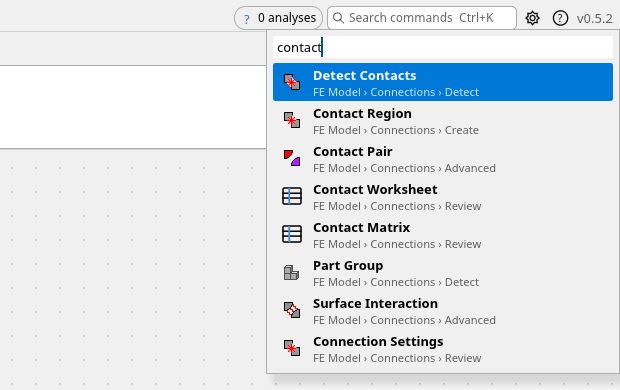 ? 0 analyses Search commands Ctrl+K ? v0.5.2
contact
Detect Contacts
FE Model › Connections › Detect
Contact Region
FE Model › Connections › Create
Contact Pair
FE Model › Connections › Advanced
Contact Worksheet
FE Model › Connections › Review
Contact Matrix
FE Model › Connections › Review
Part Group
FE Model › Connections › Detect
Surface Interaction
FE Model › Connections › Advanced
Connection Settings
FE Model › Connections › Review